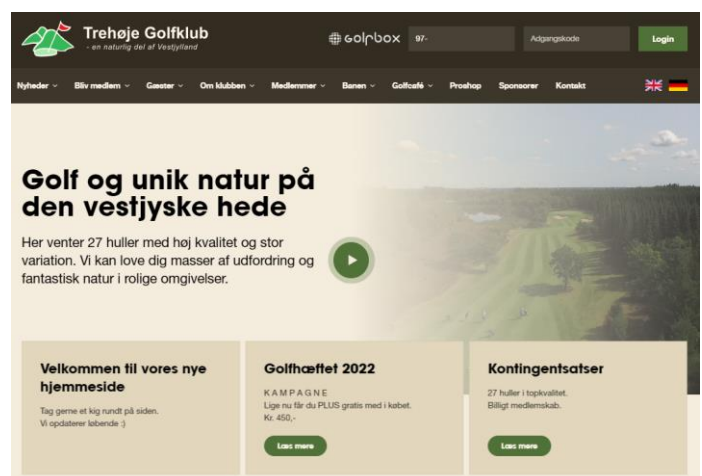 Trehøje Golfklub
- en naturlig del af Vestjylland
GolfBox
97-
Adgangskode
Login
Nyheder
Bliv medlem
Gæster
Om klubben
Medlemmer
Banen
Golfcafé
Proshop
Sponsorer
Kontakt
Golf og unik natur på
den vestjyske hede
Her venter 27 huller med høj kvalitet og stor
variation. Vi kan love dig masser af udfordring og
fantastisk natur i rolige omgivelser.
Velkommen til vores nye
hjemmeside
Tag gerne et kig rundt på siden.
Vi opdaterer løbende :)
Golfhæftet 2022
K A M P A G N E
Lige nu får du PLUS gratis med i købet.
Kr. 450,-
Læs mere
Kontingentsatser
27 huller i topkvalitet.
Billigt medlemskab.
Læs mere